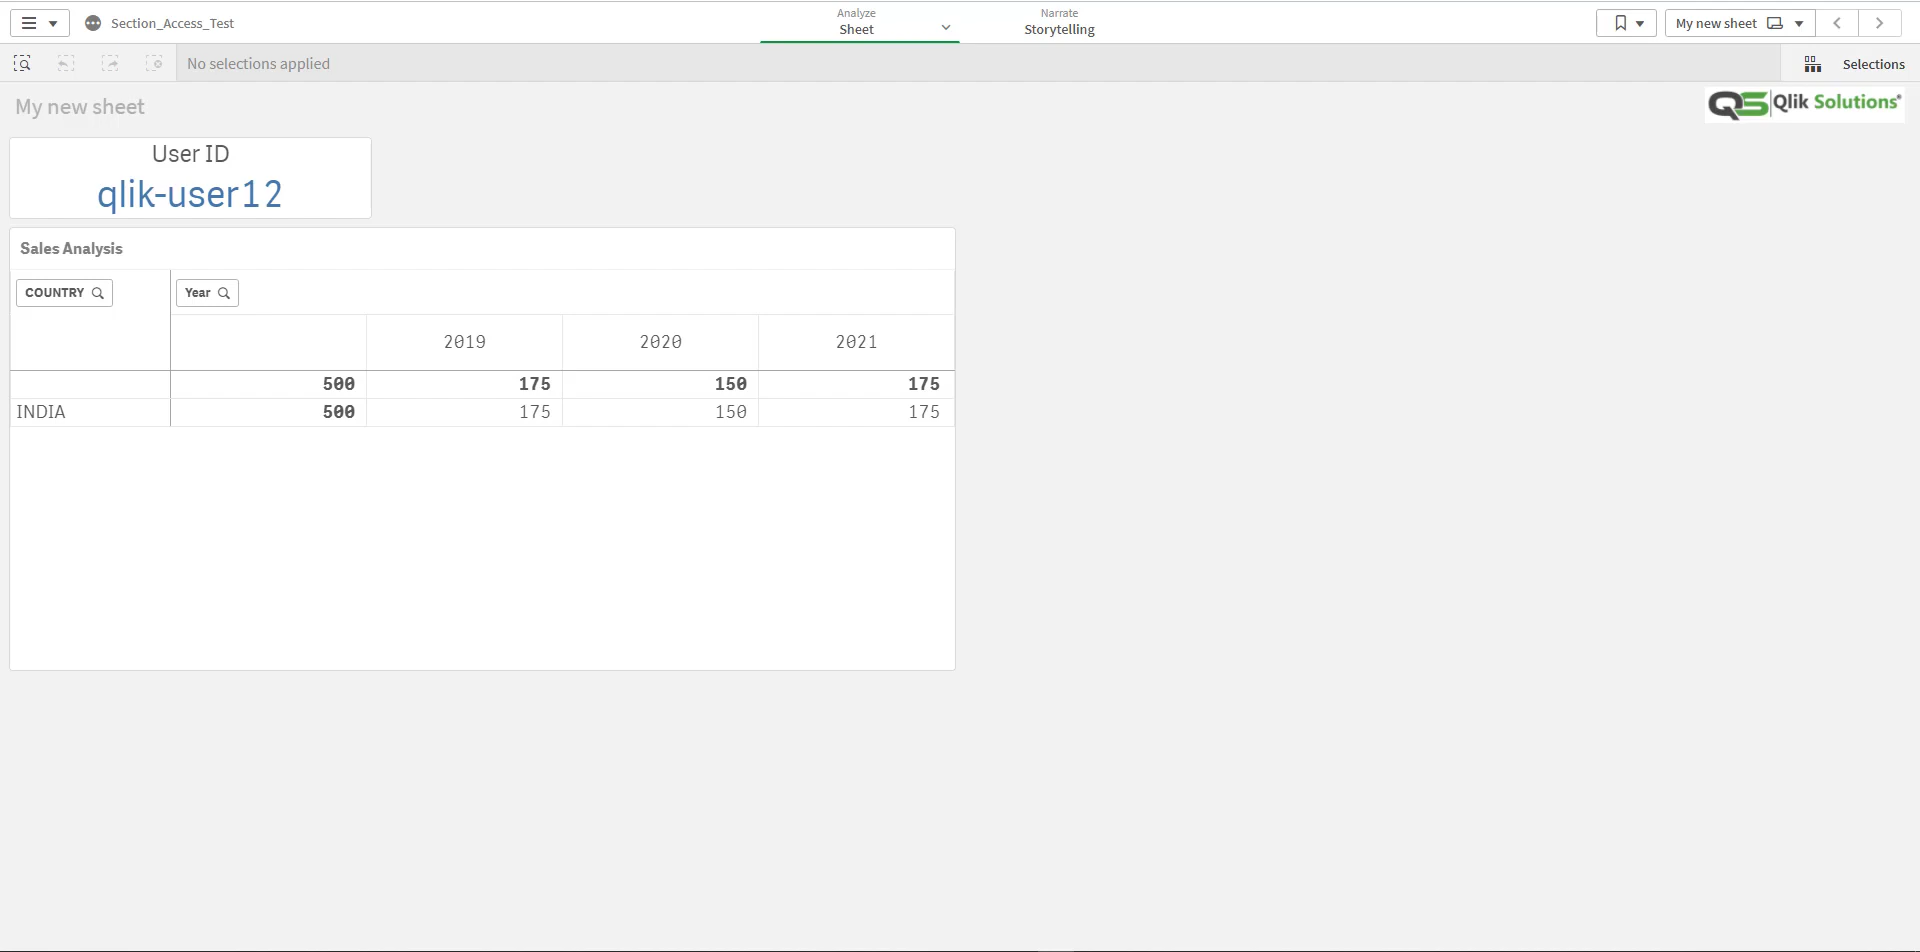 Section_Access_Test
Analyze
Sheet
Narrate
Storytelling
My new sheet
No selections applied
Selections
My new sheet
QS Qlik Solutions®
User ID
qlik-user12
Sales Analysis
COUNTRY
Year
2019 2020 2021
500 175 150 175
INDIA 500 175 150 175